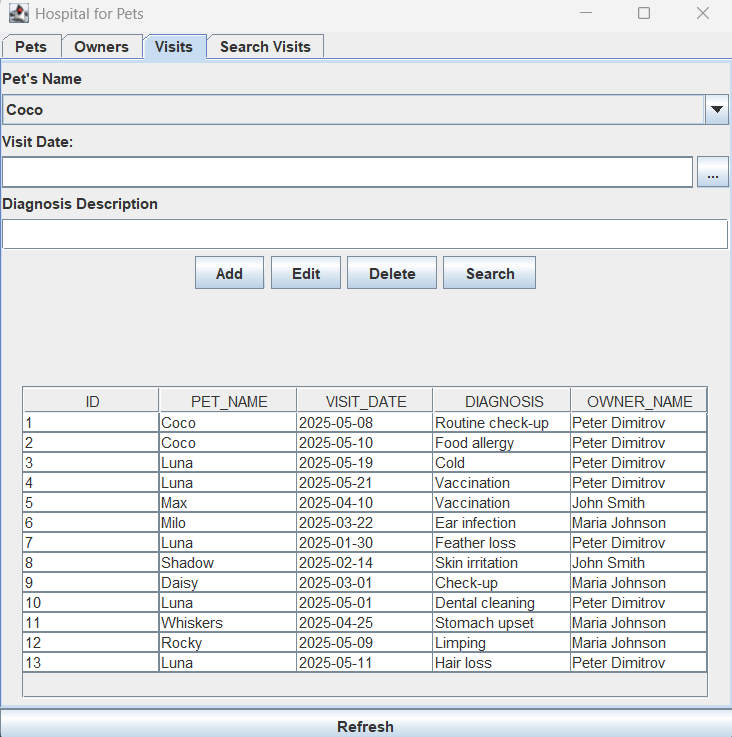 Hospital for Pets
Pets Owners Visits Search Visits
Pet's Name
Coco
Visit Date:
...
Diagnosis Description
Add Edit Delete Search
ID PET_NAME VISIT_DATE DIAGNOSIS OWNER_NAME
1 Coco 2025-05-08 Routine check-up Peter Dimitrov
2 Coco 2025-05-10 Food allergy Peter Dimitrov
3 Luna 2025-05-19 Cold Peter Dimitrov
4 Luna 2025-05-21 Vaccination Peter Dimitrov
5 Max 2025-04-10 Vaccination John Smith
6 Milo 2025-03-22 Ear infection Maria Johnson
7 Luna 2025-01-30 Feather loss Peter Dimitrov
8 Shadow 2025-02-14 Skin irritation John Smith
9 Daisy 2025-03-01 Check-up Maria Johnson
10 Luna 2025-05-01 Dental cleaning Peter Dimitrov
11 Whiskers 2025-04-25 Stomach upset Maria Johnson
12 Rocky 2025-05-09 Limping Maria Johnson
13 Luna 2025-05-11 Hair loss Peter Dimitrov
Refresh